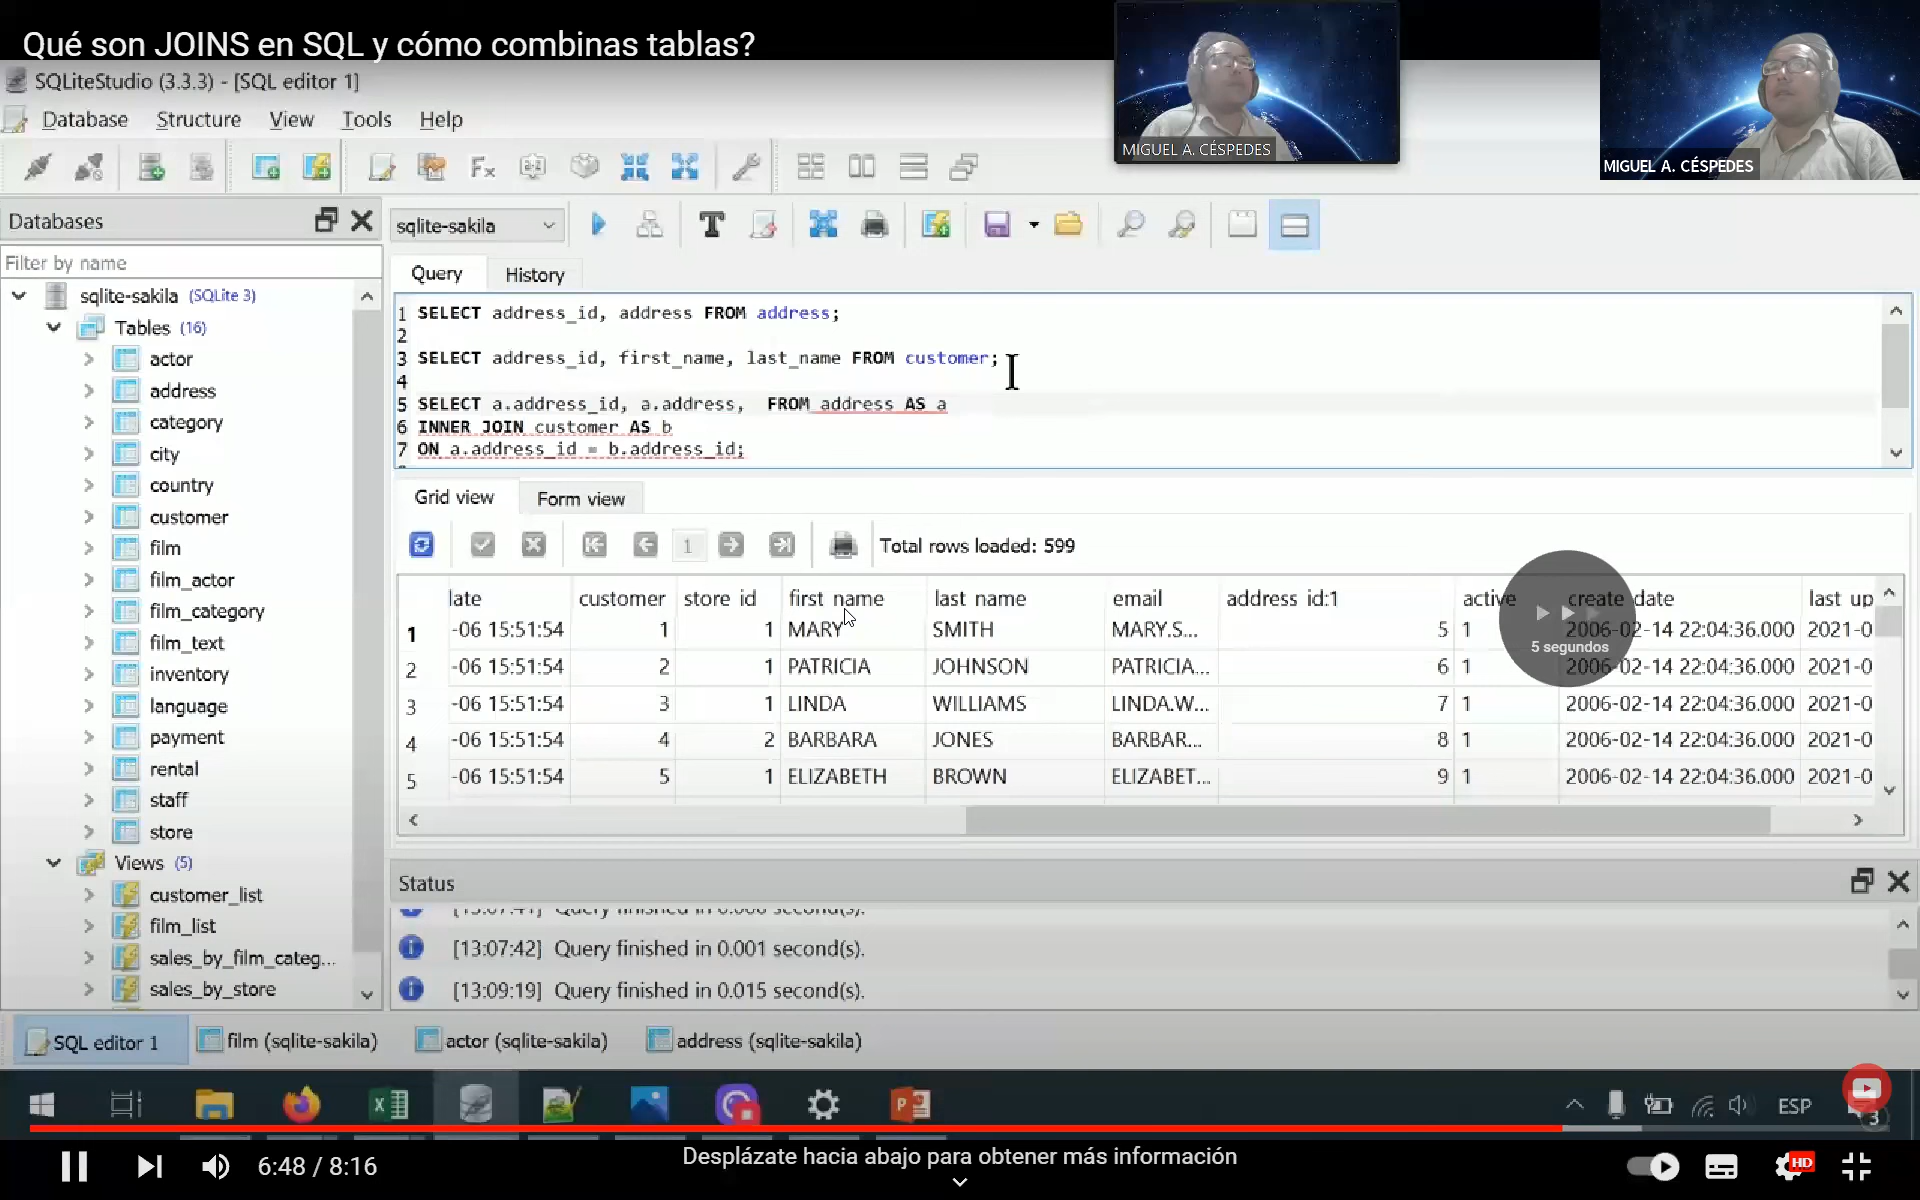 Qué son JOINS en SQL y cómo combinas tablas?
SQLiteStudio (3.3.3) - [SQL editor 1]
MIGUEL A. CÉSPEDES
MIGUEL A. CÉSPEDES
Database Structure View Tools Help
Databases
sqlite-sakila
Filter by name
Query History
sqlite-sakila (SQLite 3)
Tables (16)
actor
address
category
city
country
customer
film
film_actor
film_category
film_text
inventory
language
payment
rental
staff
store
Views (5)
customer_list
film_list
sales_by_film_categ...
sales_by_store
1 SELECT address_id, address FROM address;
2
3 SELECT address_id, first_name, last_name FROM customer;
4
5 SELECT a.address_id, a.address,  FROM address AS a
6 INNER JOIN customer AS b
7 ON a.address_id = b.address_id;
Grid view Form view
1 Total rows loaded: 599
late customer store id first name last name email address id:1 active create date last up
1 -06 15:51:54 1 1 MARY SMITH MARY.S... 5 1 2006-02-14 22:04:36.000 2021-0
5 segundos
2 -06 15:51:54 2 1 PATRICIA JOHNSON PATRICIA... 6 1 2006-02-14 22:04:36.000 2021-0
3 -06 15:51:54 3 1 LINDA WILLIAMS LINDA.W... 7 1 2006-02-14 22:04:36.000 2021-0
4 -06 15:51:54 4 2 BARBARA JONES BARBAR... 8 1 2006-02-14 22:04:36.000 2021-0
5 -06 15:51:54 5 1 ELIZABETH BROWN ELIZABET... 9 1 2006-02-14 22:04:36.000 2021-0
Status
[13:07:42] Query finished in 0.001 second(s).
[13:09:19] Query finished in 0.015 second(s).
SQL editor 1 film (sqlite-sakila) actor (sqlite-sakila) address (sqlite-sakila)
ESP
3
6:48 / 8:16
Desplázate hacia abajo para obtener más información
HD